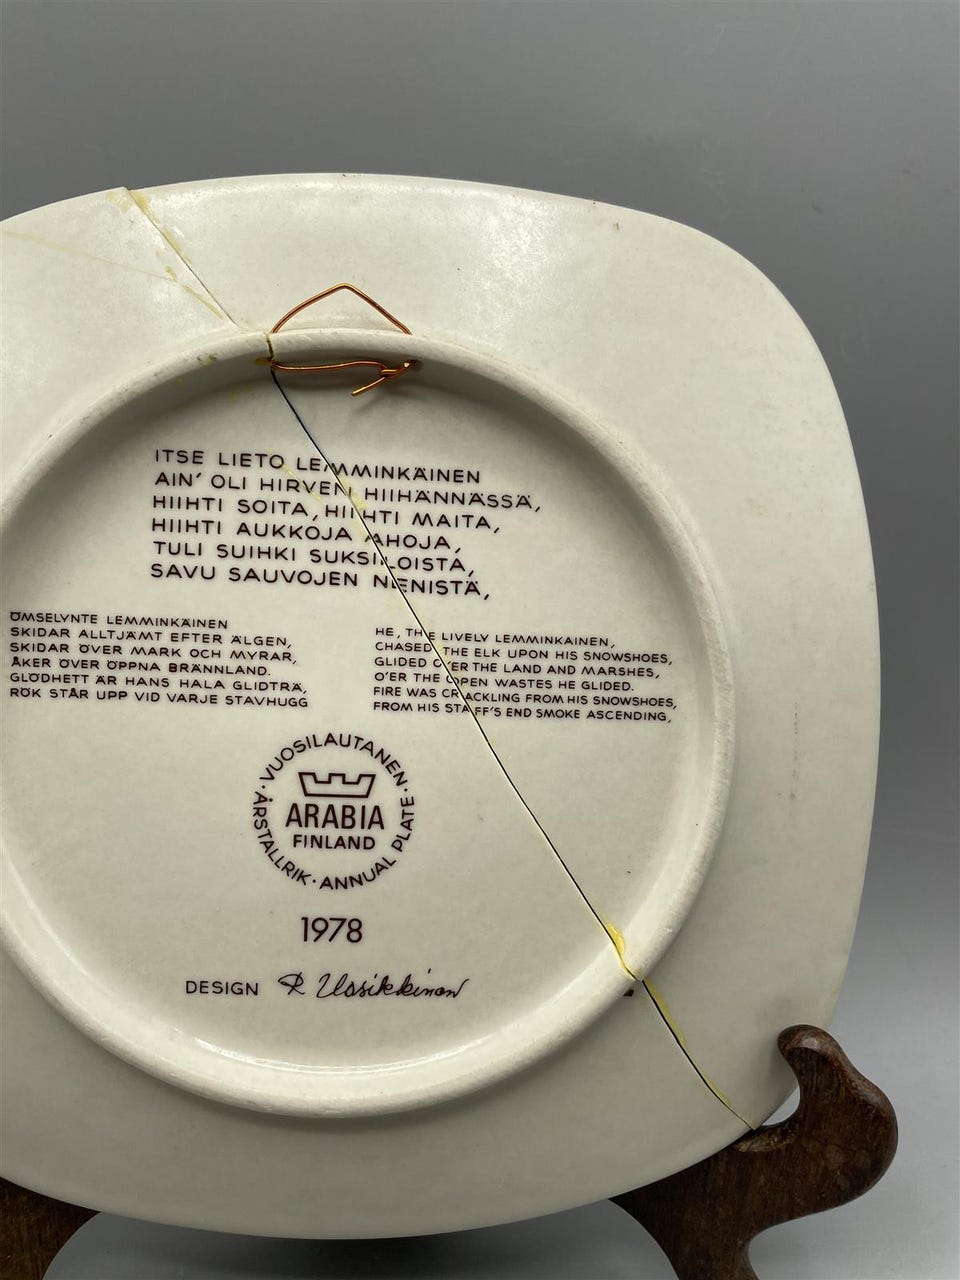 ITSE LIETO LEMMINKÄINEN
AIN' OLI HIRVEN HIIHÄNNÄSSÄ,
HIIHTI SOITA, HIIHTI MAITA,
HIIHTI AUKKOJA AHOJA,
TULI SUIHKI SUKSILOISTA,
SAVU SAUVOJEN NENISTÄ,
ÖMSELYNTE LEMMINKÄINEN
SKIDAR ALLTJÄMT EFTER ÄLGEN,
SKIDAR ÖVER MARK OCH MYRAR,
ÅKER ÖVER ÖPPNA BRÄNNLAND.
GLÖDHETT ÄR HANS HALA GLIDTRÄ,
RÖK STÅR UPP VID VARJE STAVHUGG
HE, THE LIVELY LEMMINKAINEN,
CHASED THE ELK UPON HIS SNOWSHOES,
GLIDED OVER THE LAND AND MARSHES,
O'ER THE OPEN WASTES HE GLIDED.
FIRE WAS CRACKLING FROM HIS SNOWSHOES,
FROM HIS STAFF'S END SMOKE ASCENDING,
· VUOSILAUTANEN ·
ARABIA
FINLAND
ÅRSTALLRIK · ANNUAL PLATE
1978
DESIGN R Uosikkinen